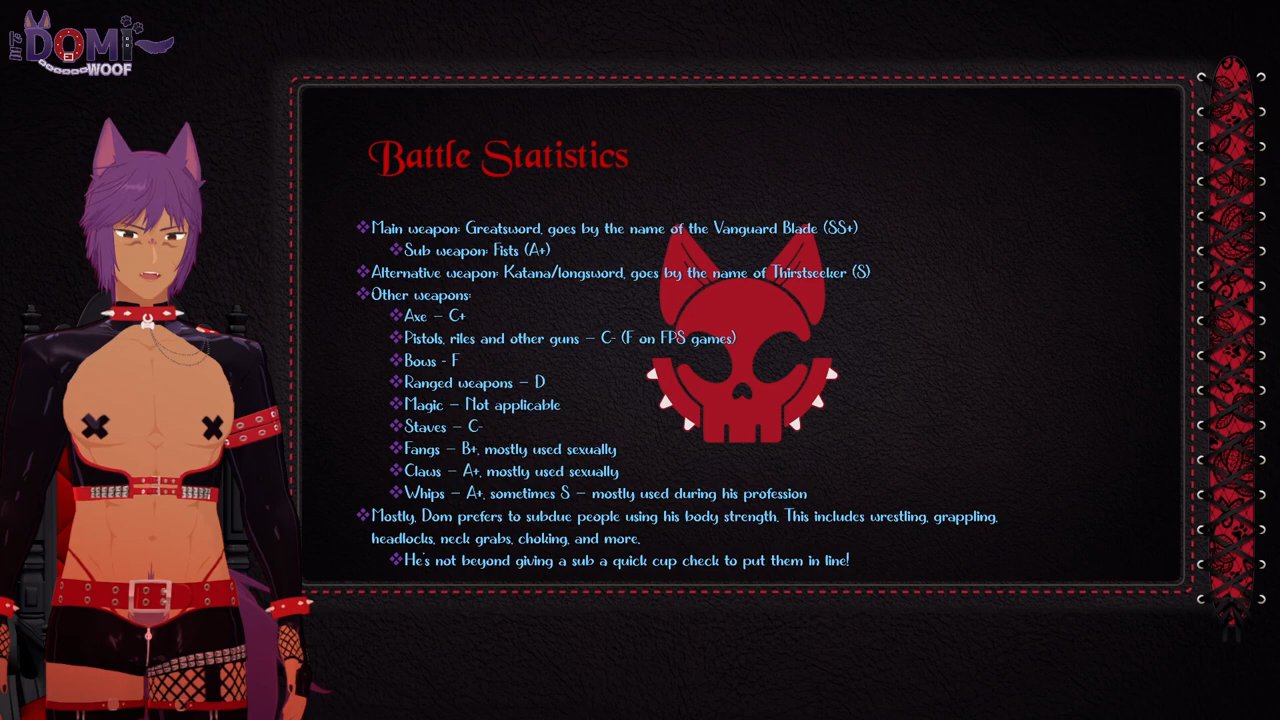 Mr
DOMI
WOOF
Battle Statistics
Main weapon: Greatsword, goes by the name of the Vanguard Blade (SS+)
Sub weapon: Fists (A+)
Alternative weapon: Katana/longsword, goes by the name of Thirstseeker (S)
Other weapons:
Axe – C+
Pistols, riles and other guns – C- (F on FPS games)
Bows - F
Ranged weapons – D
Magic – Not applicable
Staves – C-
Fangs – B+, mostly used sexually
Claws – A+, mostly used sexually
Whips – A+, sometimes S – mostly used during his profession
Mostly, Dom prefers to subdue people using his body strength. This includes wrestling, grappling,
headlocks, neck grabs, choking, and more.
He's not beyond giving a sub a quick cup check to put them in line!